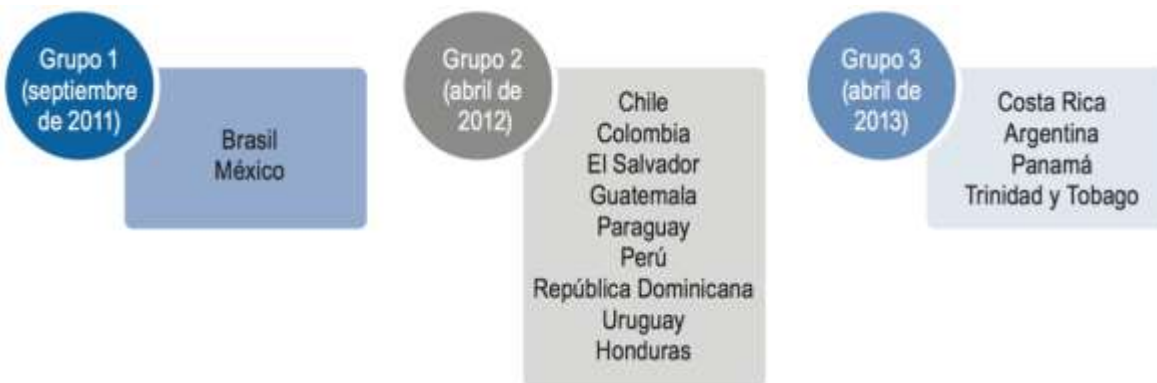 Grupo 1
(septiembre
de 2011)
Brasil
México
Grupo 2
(abril de
2012)
Chile
Colombia
El Salvador
Guatemala
Paraguay
Perú
República Dominicana
Uruguay
Honduras
Grupo 3
(abril de
2013)
Costa Rica
Argentina
Panamá
Trinidad y Tobago